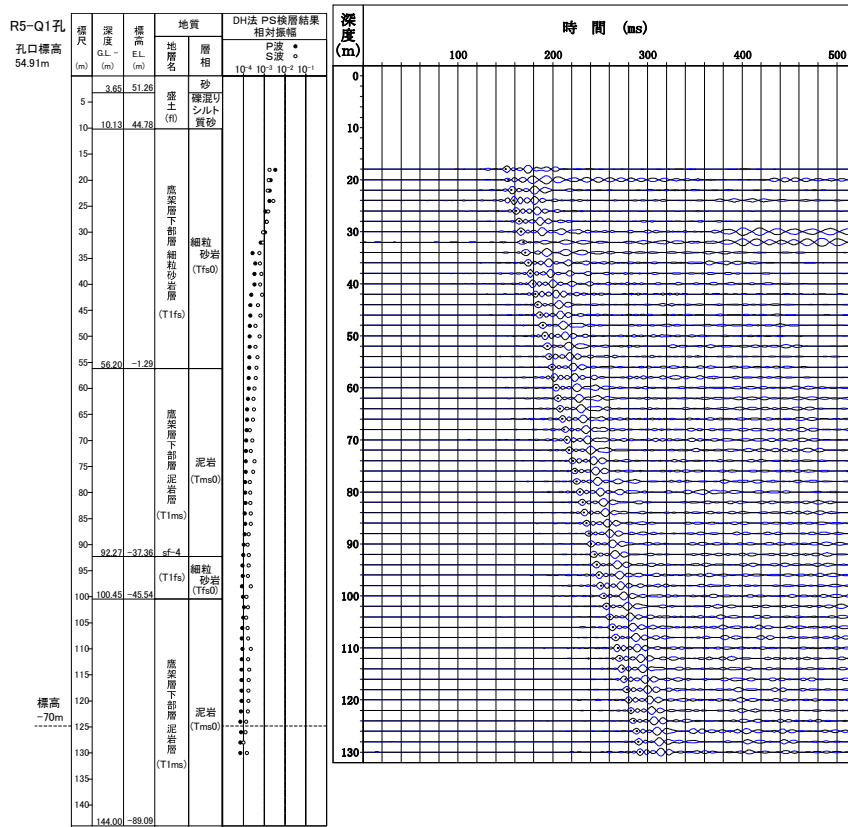 R5-Q1孔
孔口標高
54.91m
標尺
(m)
深度
G.L.-
(m)
標高
E.L.
(m)
地質
地層名
層相
DH法 PS検層結果
相対振幅
P波 ●
S波 ○
10⁻⁴ 10⁻³ 10⁻² 10⁻¹
3.65 51.26
10.13 44.78
56.20 −1.29
92.27 −37.36
100.45 −45.54
144.00 −89.09
5
10
15
20
25
30
35
40
45
50
55
60
65
70
75
80
85
90
95
100
105
110
115
120
125
130
135
140
盛土
(fl)
砂
礫混り
シルト
質砂
鷹架層下部層 細粒砂岩層
(T1fs)
細粒
砂岩
(Tfs0)
鷹架層下部層 泥岩層
(T1ms)
泥岩
(Tms0)
sf-4
(T1fs)
細粒
砂岩
(Tfs0)
鷹架層下部層 泥岩層
(T1ms)
泥岩
(Tms0)
標高
−70m
深度
(m)
時間 (ms)
100 200 300 400 500
0
10
20
30
40
50
60
70
80
90
100
110
120
130